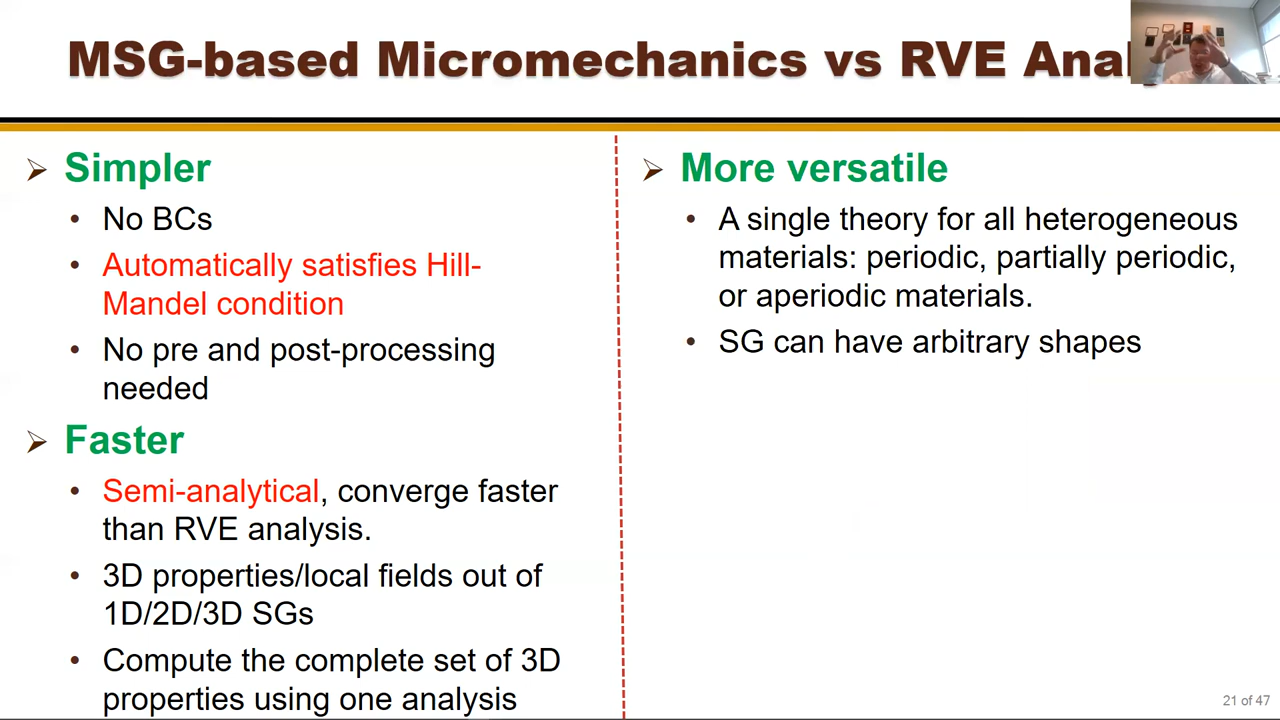 MSG-based Micromechanics vs RVE
Simpler
No BCs
Automatically satisfies Hill-
Mandel condition
No pre and post-processing
needed
Faster
Semi-analytical, converge faster
than RVE analysis.
3D properties/local fields out of
1D/2D/3D SGs
Compute the complete set of 3D
properties using one analysis
More versatile
A single theory for all heterogeneous
materials: periodic, partially periodic,
or aperiodic materials.
SG can have arbitrary shapes
21 of 47